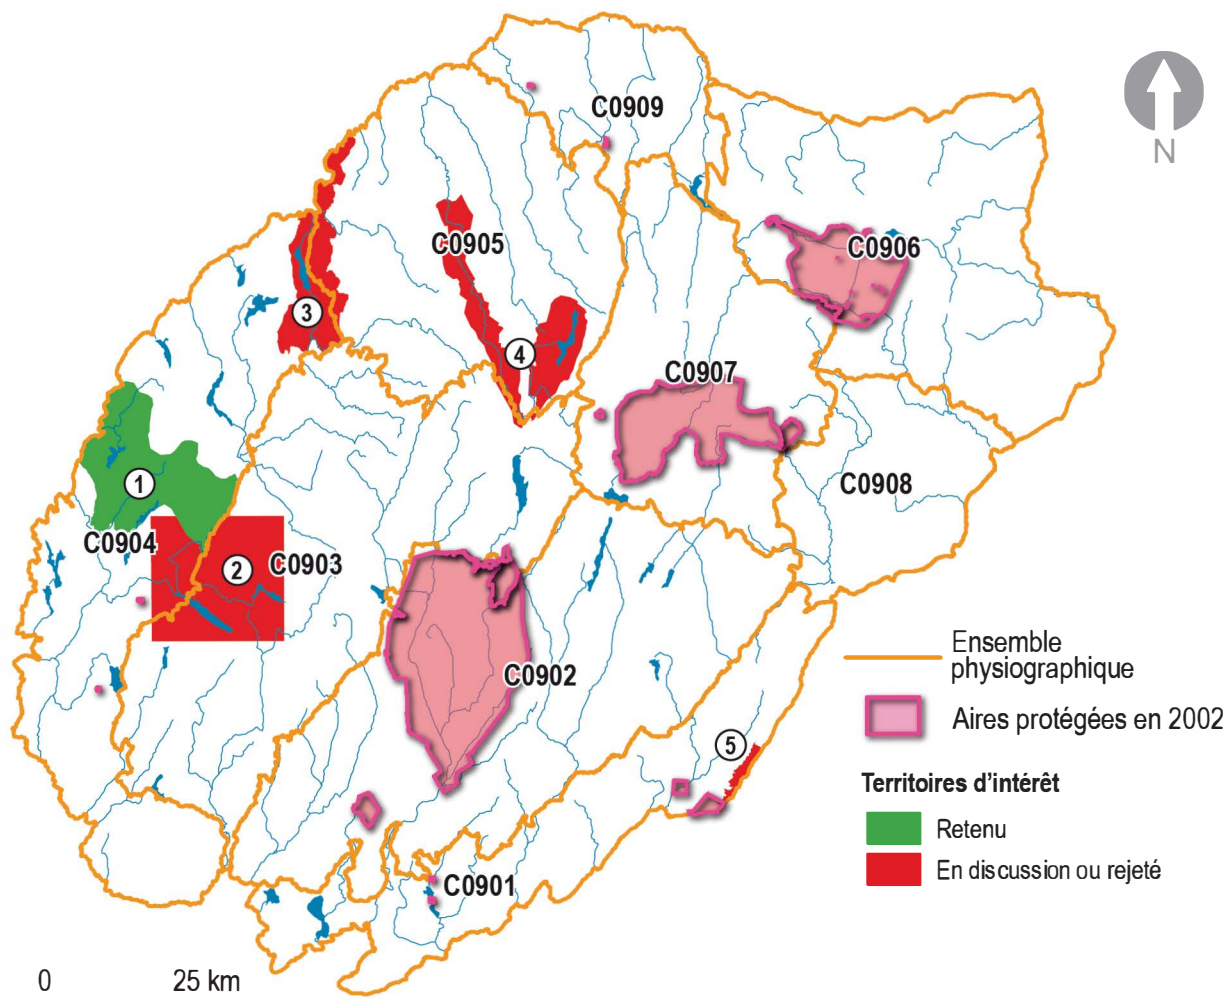 C0909
N
C0905
C0906
3
4
C0907
1
C0908
C0904
2
C0903
C0902
5
C0901
Ensemble
physiographique
Aires protégées en 2002
Territoires d'intérêt
Retenu
En discussion ou rejeté
0 25 km